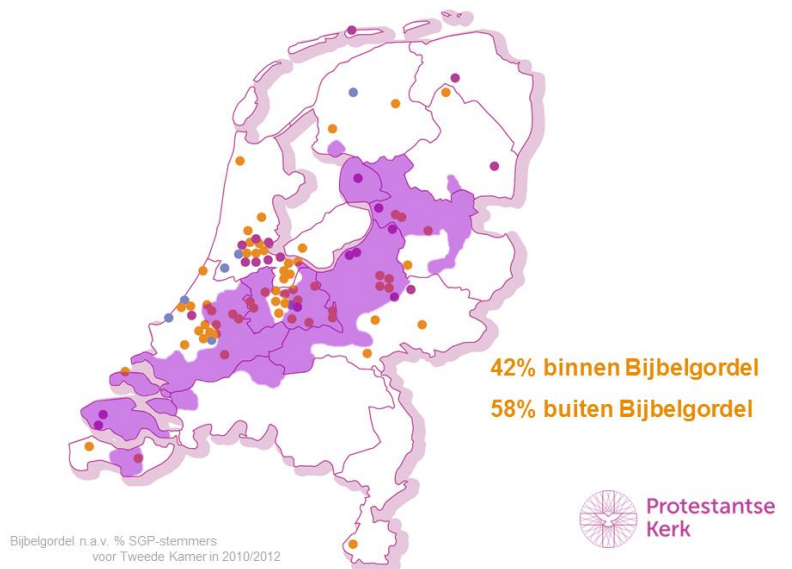 42% binnen Bijbelgordel
58% buiten Bijbelgordel
Protestantse
Kerk
Bijbelgordel n.a.v. % SGP-stemmers
voor Tweede Kamer in 2010/2012